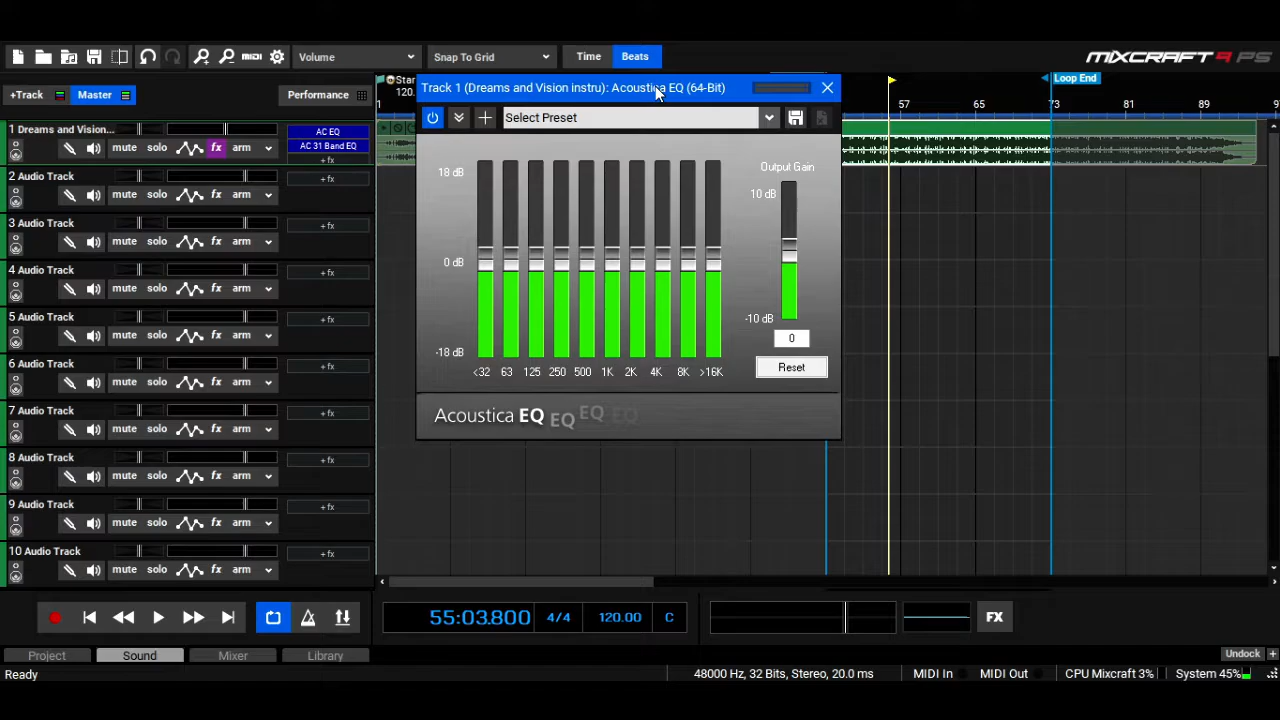 Volume
Snap To Grid
Time
Beats
MIXCRAFT 9 PS
+Track
Master
Performance
Star
120.
Loop End
1
57
65
73
81
89
Track 1 (Dreams and Vision instru): Acoustica EQ (64-Bit)
Select Preset
18 dB
0 dB
-18 dB
<32
63
125
250
500
1K
2K
4K
8K
>16K
Output Gain
10 dB
-10 dB
0
Reset
Acoustica EQ EQ EQ EQ
1 Dreams and Vision...
mute solo fx arm
AC EQ
AC 31 Band EQ
+ fx
2 Audio Track
mute solo fx arm
+ fx
3 Audio Track
mute solo fx arm
+ fx
4 Audio Track
mute solo fx arm
+ fx
5 Audio Track
mute solo fx arm
+ fx
6 Audio Track
mute solo fx arm
+ fx
7 Audio Track
mute solo fx arm
+ fx
8 Audio Track
mute solo fx arm
+ fx
9 Audio Track
mute solo fx arm
+ fx
10 Audio Track
mute solo fx arm
+ fx
55:03.800
4/4
120.00
C
FX
Project
Sound
Mixer
Library
Undock
Ready
48000 Hz, 32 Bits, Stereo, 20.0 ms
MIDI In
MIDI Out
CPU Mixcraft 3%
System 45%